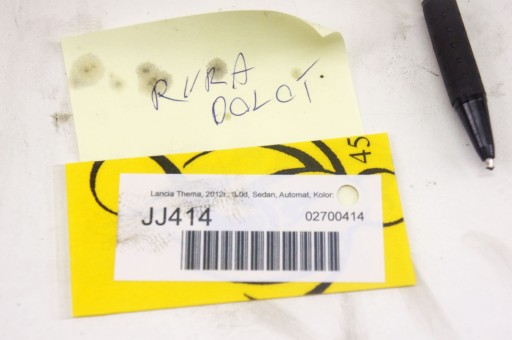 RURA
DOLOT
45
Lancia Thema, 2012r., 3.0d, Sedan, Automat, Kolor:
JJ414
02700414